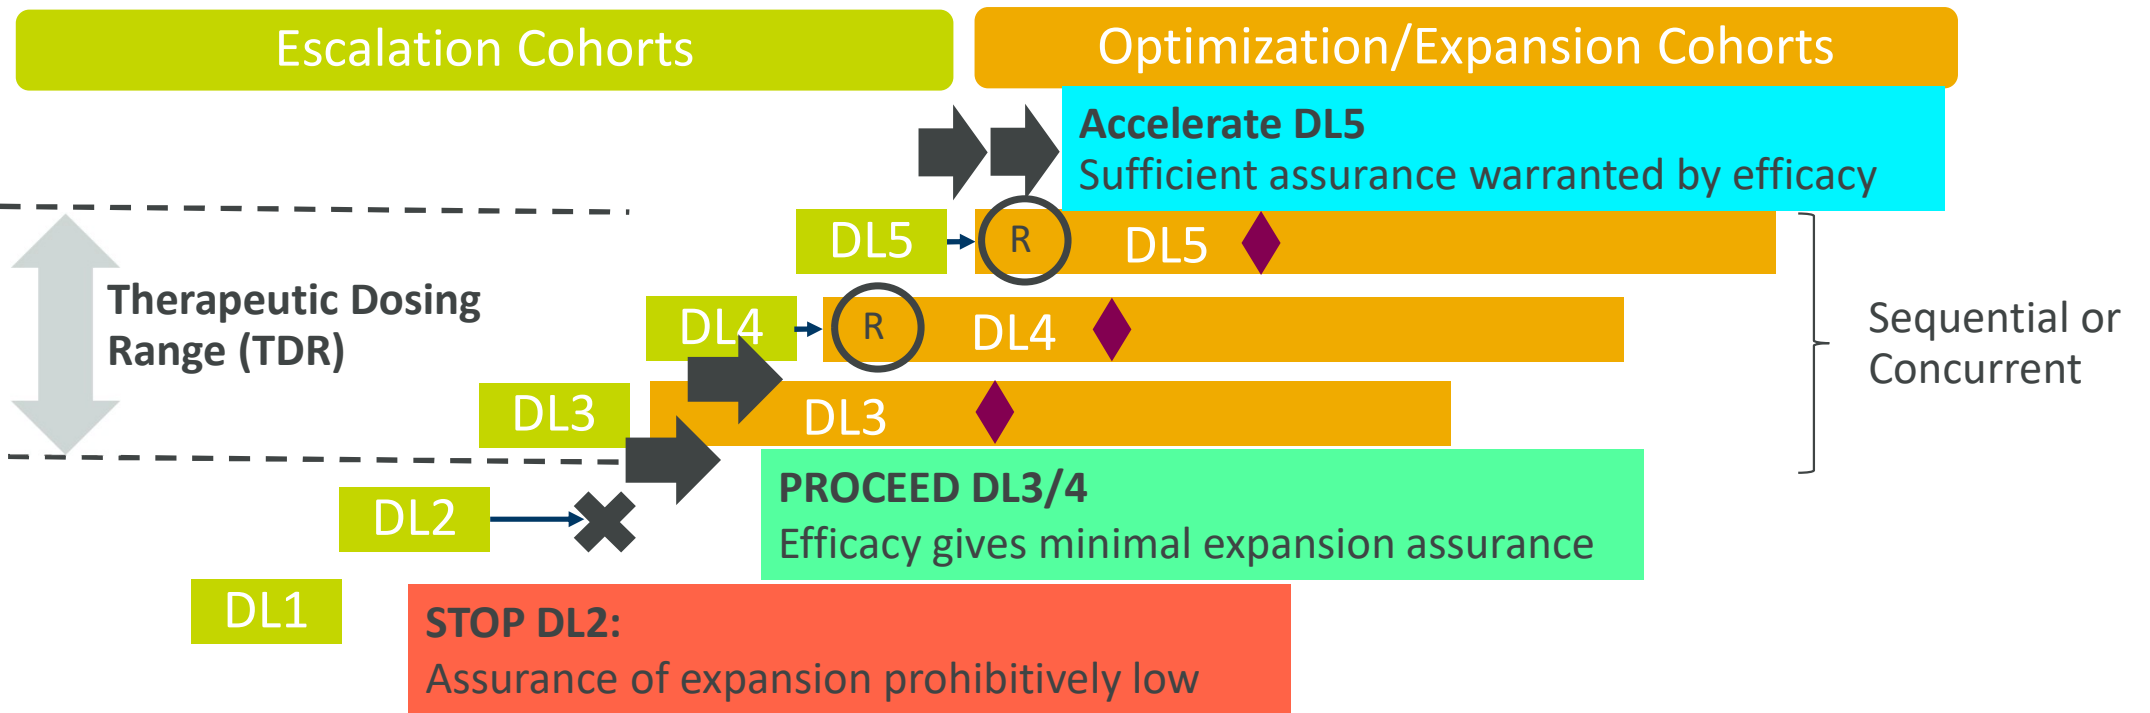 Escalation Cohorts
Optimization/Expansion Cohorts
Accelerate DL5
Sufficient assurance warranted by efficacy
DL5
R
DL5
Therapeutic Dosing
Range (TDR)
DL4
R
DL4
Sequential or
Concurrent
DL3
DL3
PROCEED DL3/4
Efficacy gives minimal expansion assurance
DL2
DL1
STOP DL2:
Assurance of expansion prohibitively low